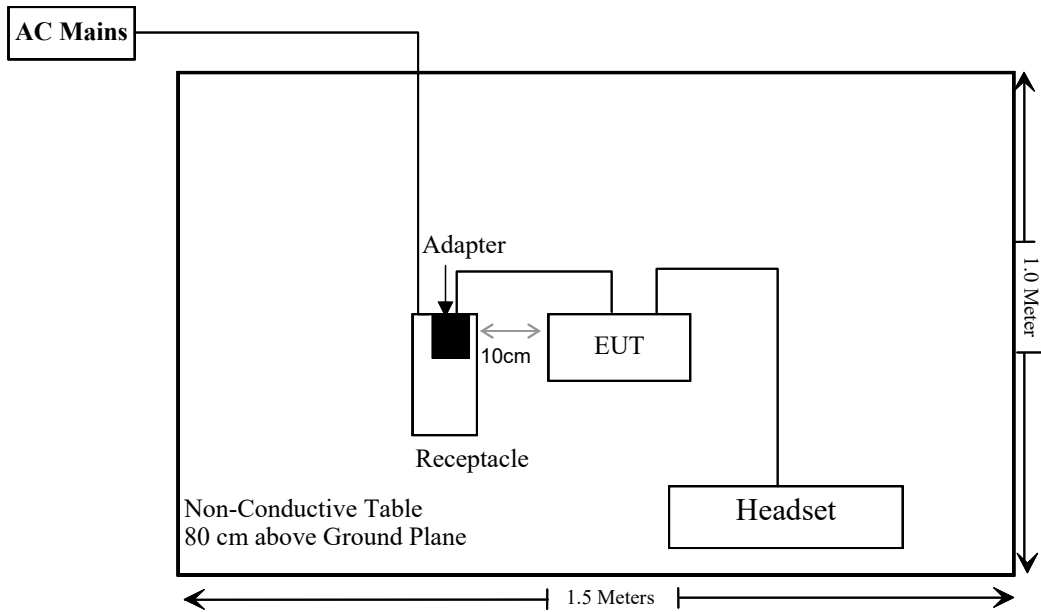 AC Mains
Adapter
10cm
EUT
1.0 Meter
Receptacle
Headset
Non-Conductive Table
80 cm above Ground Plane
1.5 Meters